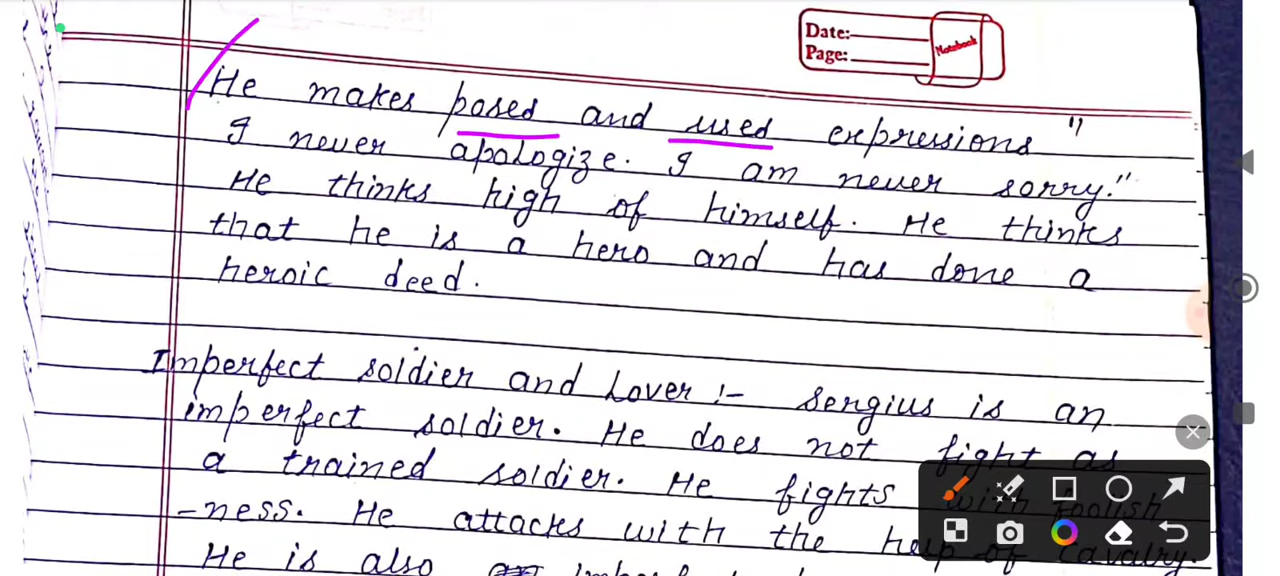 Date:
Page:
Notebook
He makes posed and used expressions "
I never apologize. I am never sorry."
He thinks high of himself. He thinks
that he is a hero and has done a
heroic deed.
Imperfect soldier and Lover :- Sergius is an
imperfect soldier. He does not fight as
a trained soldier. He fights with foolish
-ness. He attacks with the help of cavalry.
He is also